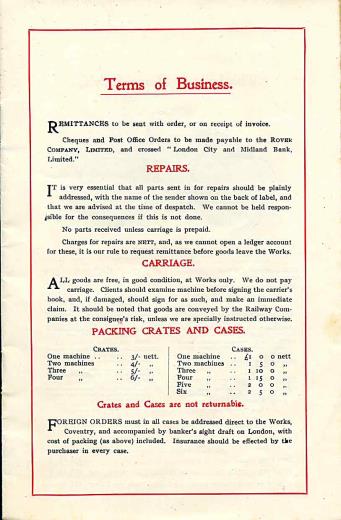 Terms of Business.
REMITTANCES to be sent with order, or on receipt of invoice.
Cheques and Post Office Orders to be made payable to the ROVER
COMPANY, LIMITED, and crossed "London City and Midland Bank,
Limited."
REPAIRS.
IT is very essential that all parts sent in for repairs should be plainly
addressed, with the name of the sender shown on the back of label, and
that we are advised at the time of despatch. We cannot be held respon-
sible for the consequences if this is not done.
No parts received unless carriage is prepaid.
Charges for repairs are NETT, and, as we cannot open a ledger account
for these, it is our rule to request remittance before goods leave the Works.
CARRIAGE.
ALL goods are free, in good condition, at Works only. We do not pay
carriage. Clients should examine machine before signing the carrier's
book, and, if damaged, should sign for as such, and make an immediate
claim. It should be noted that goods are conveyed by the Railway Com-
panies at the consignee's risk, unless we are specially instructed otherwise.
PACKING CRATES AND CASES.
CRATES.
One machine .. .. 3/- nett.
Two machines .. 4/- „
Three „ .. 5/- „
Four „ .. 6/- „
CASES.
One machine .. £1 0 0 nett
Two machines .. 1 5 0 „
Three „ .. 1 10 0 „
Four „ .. 1 15 0 „
Five „ .. 2 0 0 „
Six „ .. 2 5 0 „
Crates and Cases are not returnable.
FOREIGN ORDERS must in all cases be addressed direct to the Works,
Coventry, and accompanied by banker's sight draft on London, with
cost of packing (as above) included. Insurance should be effected by the
purchaser in every case.